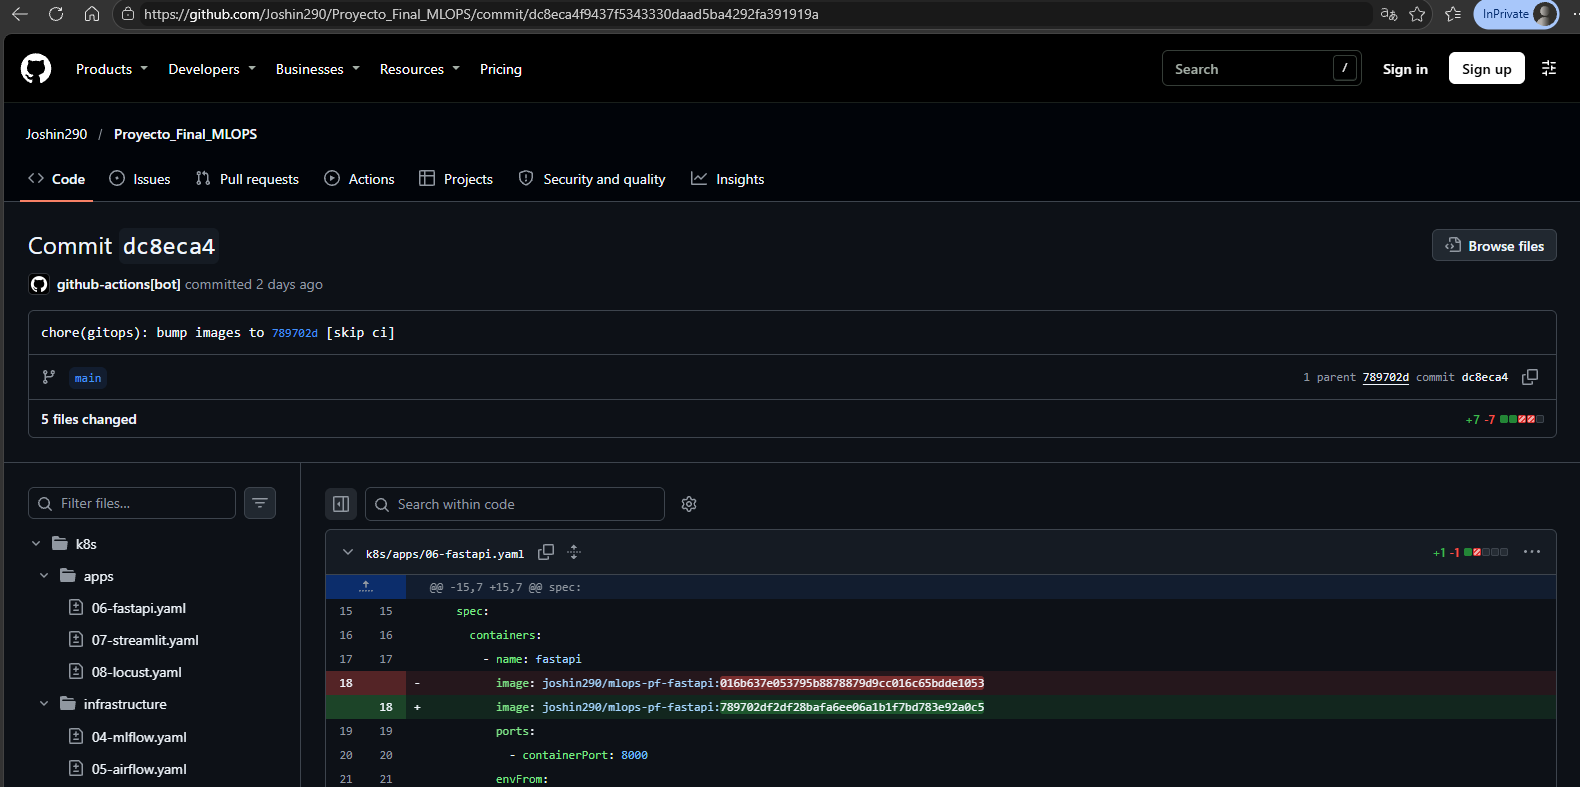 https://github.com/Joshin290/Proyecto_Final_MLOPS/commit/dc8eca4f9437f5343330daad5ba4292fa391919a
InPrivate
Products Developers Businesses Resources Pricing
Search /
Sign in
Sign up
Joshin290 / Proyecto_Final_MLOPS
Code Issues Pull requests Actions Projects Security and quality Insights
Commit dc8eca4
Browse files
github-actions[bot] committed 2 days ago
chore(gitops): bump images to 789702d [skip ci]
main
1 parent 789702d commit dc8eca4
5 files changed
+7 -7
Filter files...
k8s
apps
06-fastapi.yaml
07-streamlit.yaml
08-locust.yaml
infrastructure
04-mlflow.yaml
05-airflow.yaml
Search within code
k8s/apps/06-fastapi.yaml
+1 -1
@@ -15,7 +15,7 @@ spec:
15 15 spec:
16 16 containers:
17 17 - name: fastapi
18 - image: joshin290/mlops-pf-fastapi:016b637e053795b8878879d9cc016c65bdde1053
18 + image: joshin290/mlops-pf-fastapi:789702df2df28bafa6ee06a1b1f7bd783e92a0c5
19 19 ports:
20 20 - containerPort: 8000
21 21 envFrom: